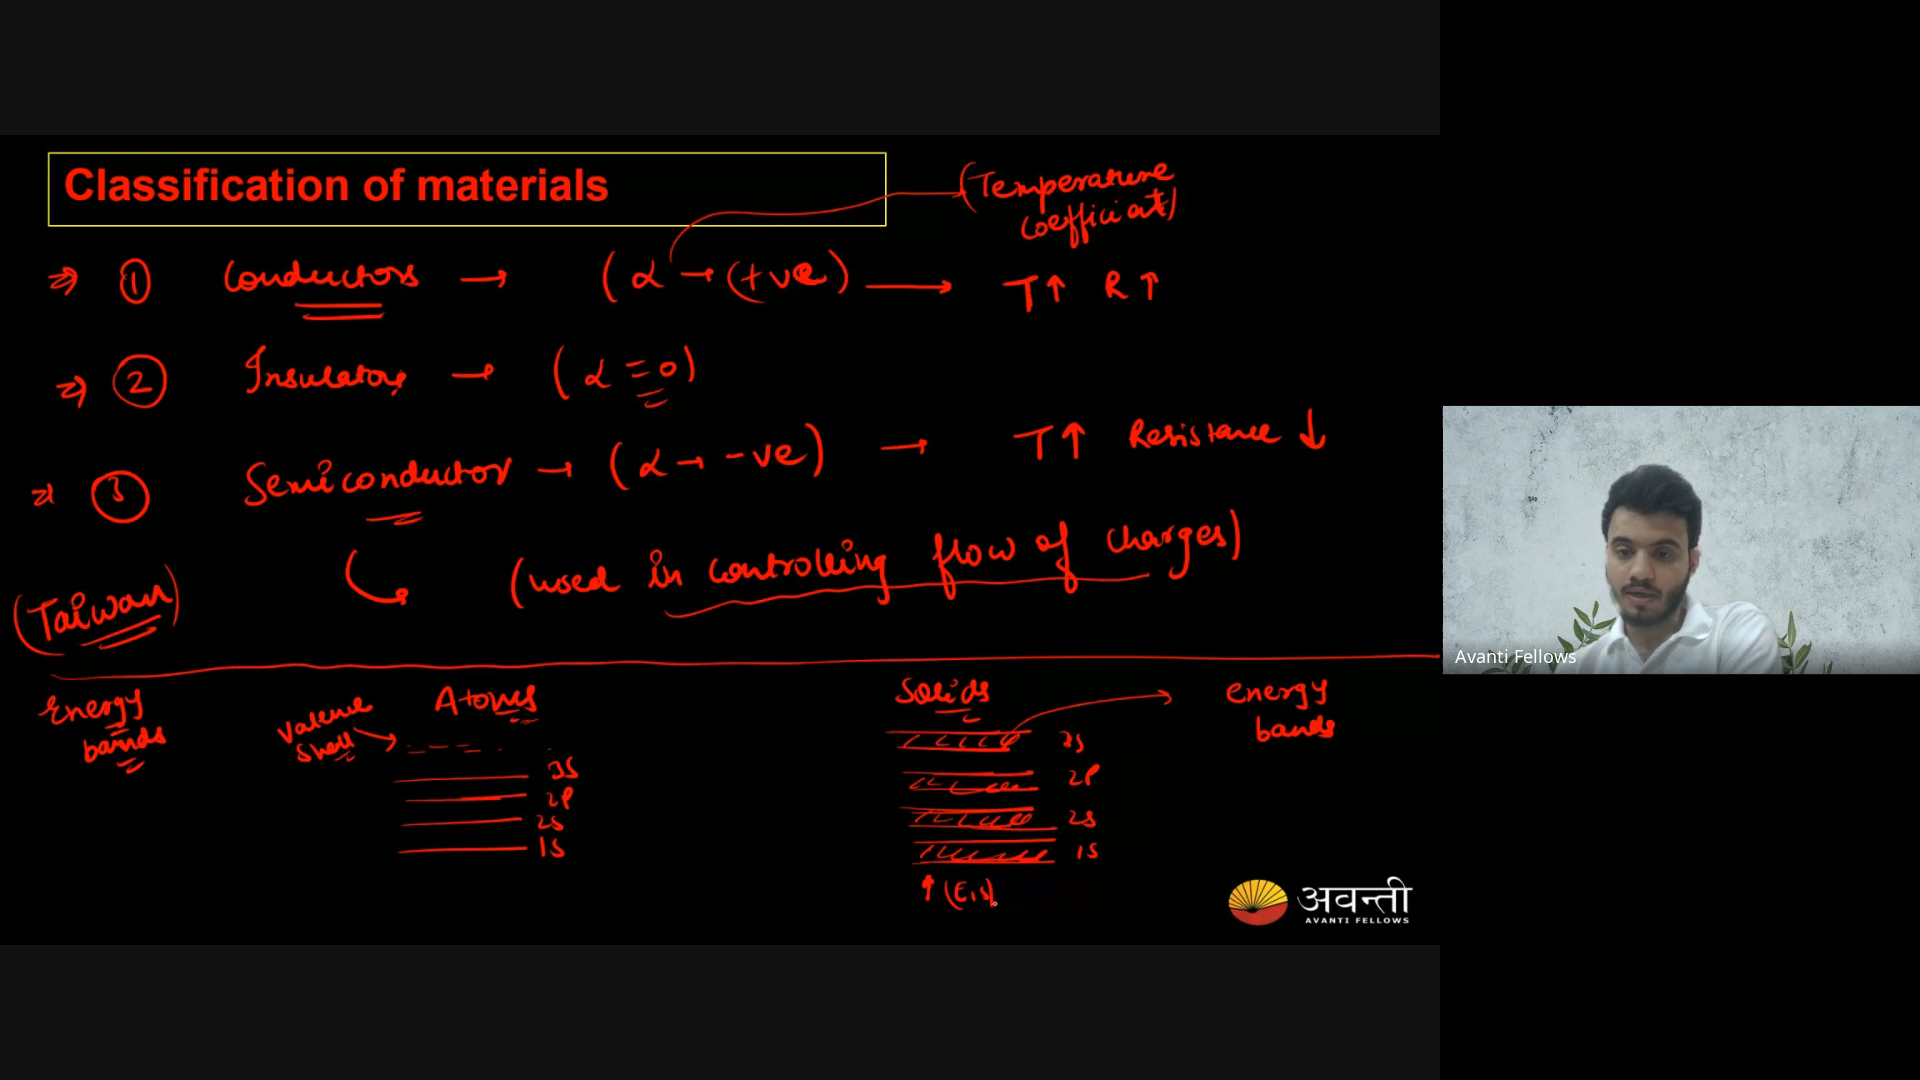 Classification of materials
(Temperature
coefficient)
⇒ ① Conductors → (α → (+ve) → T↑ R↑
⇒ ② Insulators → (α = 0)
⇒ ③ Semiconductor → (α → -ve) → T↑ Resistance ↓
(used in controlling flow of charges)
(Taiwan)
Energy
bands
Valence
shell
Atoms
3S
2P
2S
1S
Solids
3S
2P
2S
1S
energy
bands
अवन्ती
AVANTI FELLOWS
Avanti Fellows